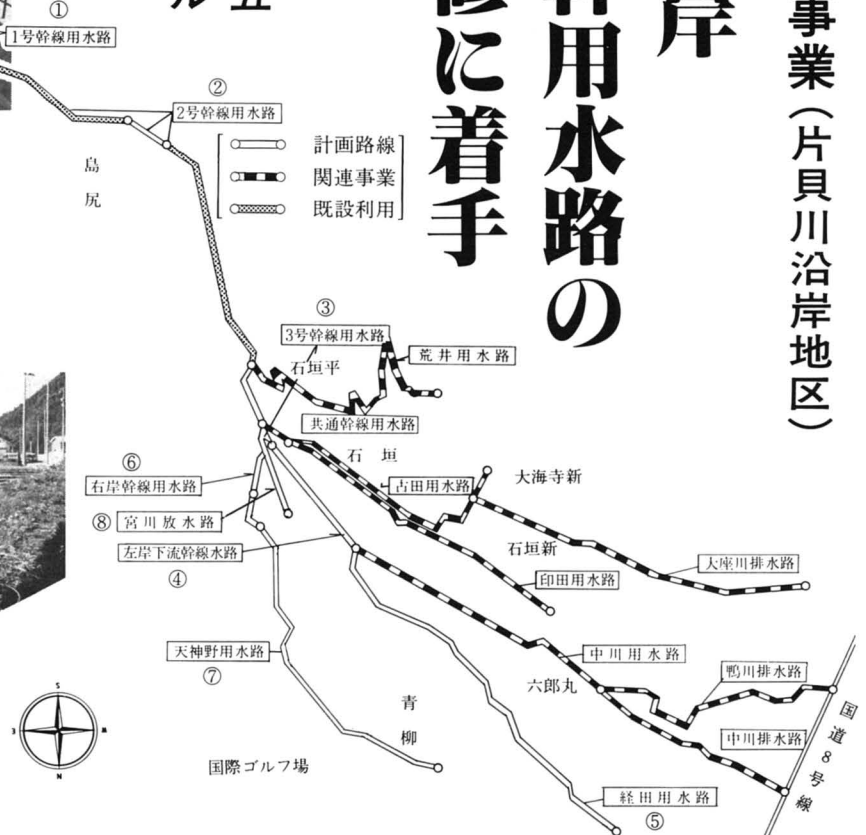 事業(片貝川沿岸地区)
岸
幹用水路の
修に着手
①
1号幹線用水路
②
2号幹線用水路
計画路線
関連事業
既設利用
島尻
③
3号幹線用水路
石垣平
荒井用水路
共通幹線用水路
石垣
⑥
右岸幹線用水路
古田用水路
大海寺新
⑧
宮川放水路
石垣新
左岸下流幹線用水路
④
大座川排水路
印田用水路
天神野用水路
⑦
中川用水路
鴨川排水路
六郎丸
青柳
国道8号線
中川排水路
国際ゴルフ場
経田用水路
⑤
S
W
N